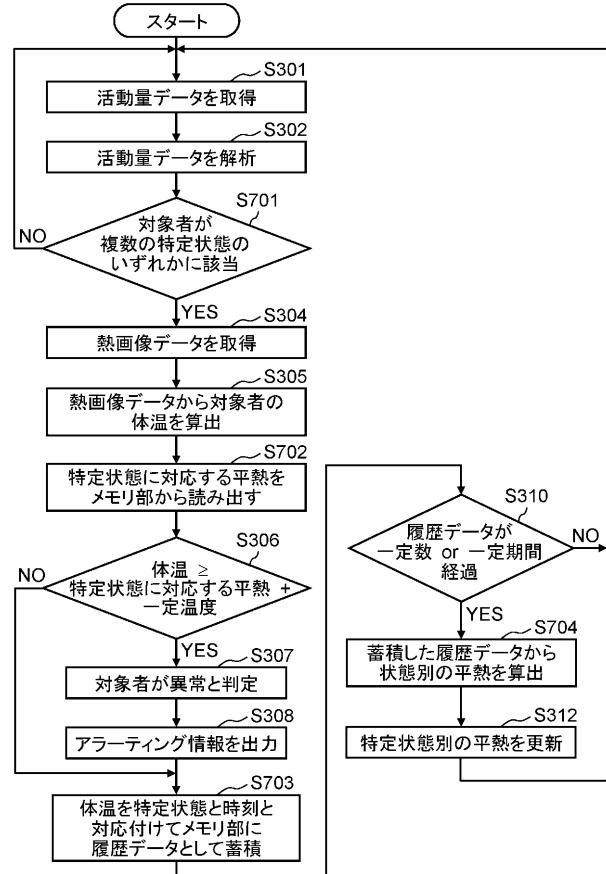 スタート
S301
活動量データを取得
S302
活動量データを解析
S701
対象者が
複数の特定状態の
いずれかに該当
NO
YES
S304
熱画像データを取得
S305
熱画像データから対象者の
体温を算出
S702
特定状態に対応する平熱を
メモリ部から読み出す
S306
体温 ≥
特定状態に対応する平熱 +
一定温度
NO
YES
S307
対象者が異常と判定
S308
アラーティング情報を出力
S703
体温を特定状態と時刻と
対応付けてメモリ部に
履歴データとして蓄積
S310
履歴データが
一定数 or 一定期間
経過
NO
YES
S704
蓄積した履歴データから
状態別の平熱を算出
S312
特定状態別の平熱を更新